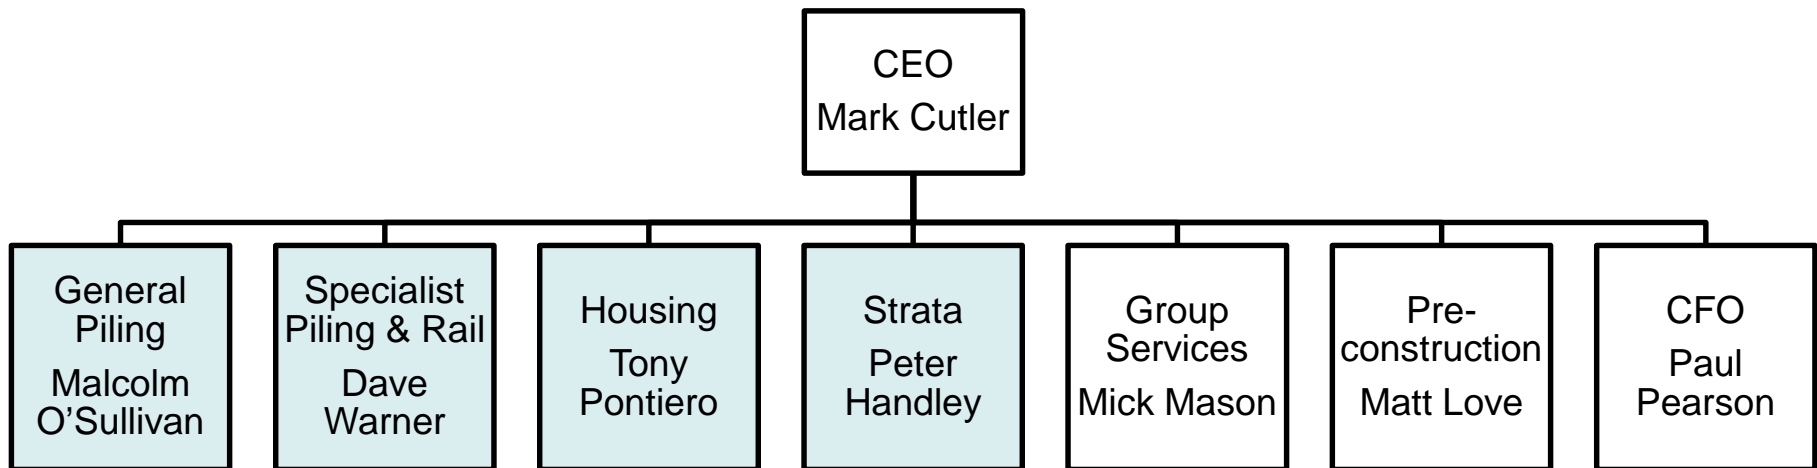 CEO
Mark Cutler
General
Piling
Malcolm
O’Sullivan
Specialist
Piling & Rail
Dave
Warner
Housing
Tony
Pontiero
Strata
Peter
Handley
Group
Services
Mick Mason
Pre-
construction
Matt Love
CFO
Paul
Pearson